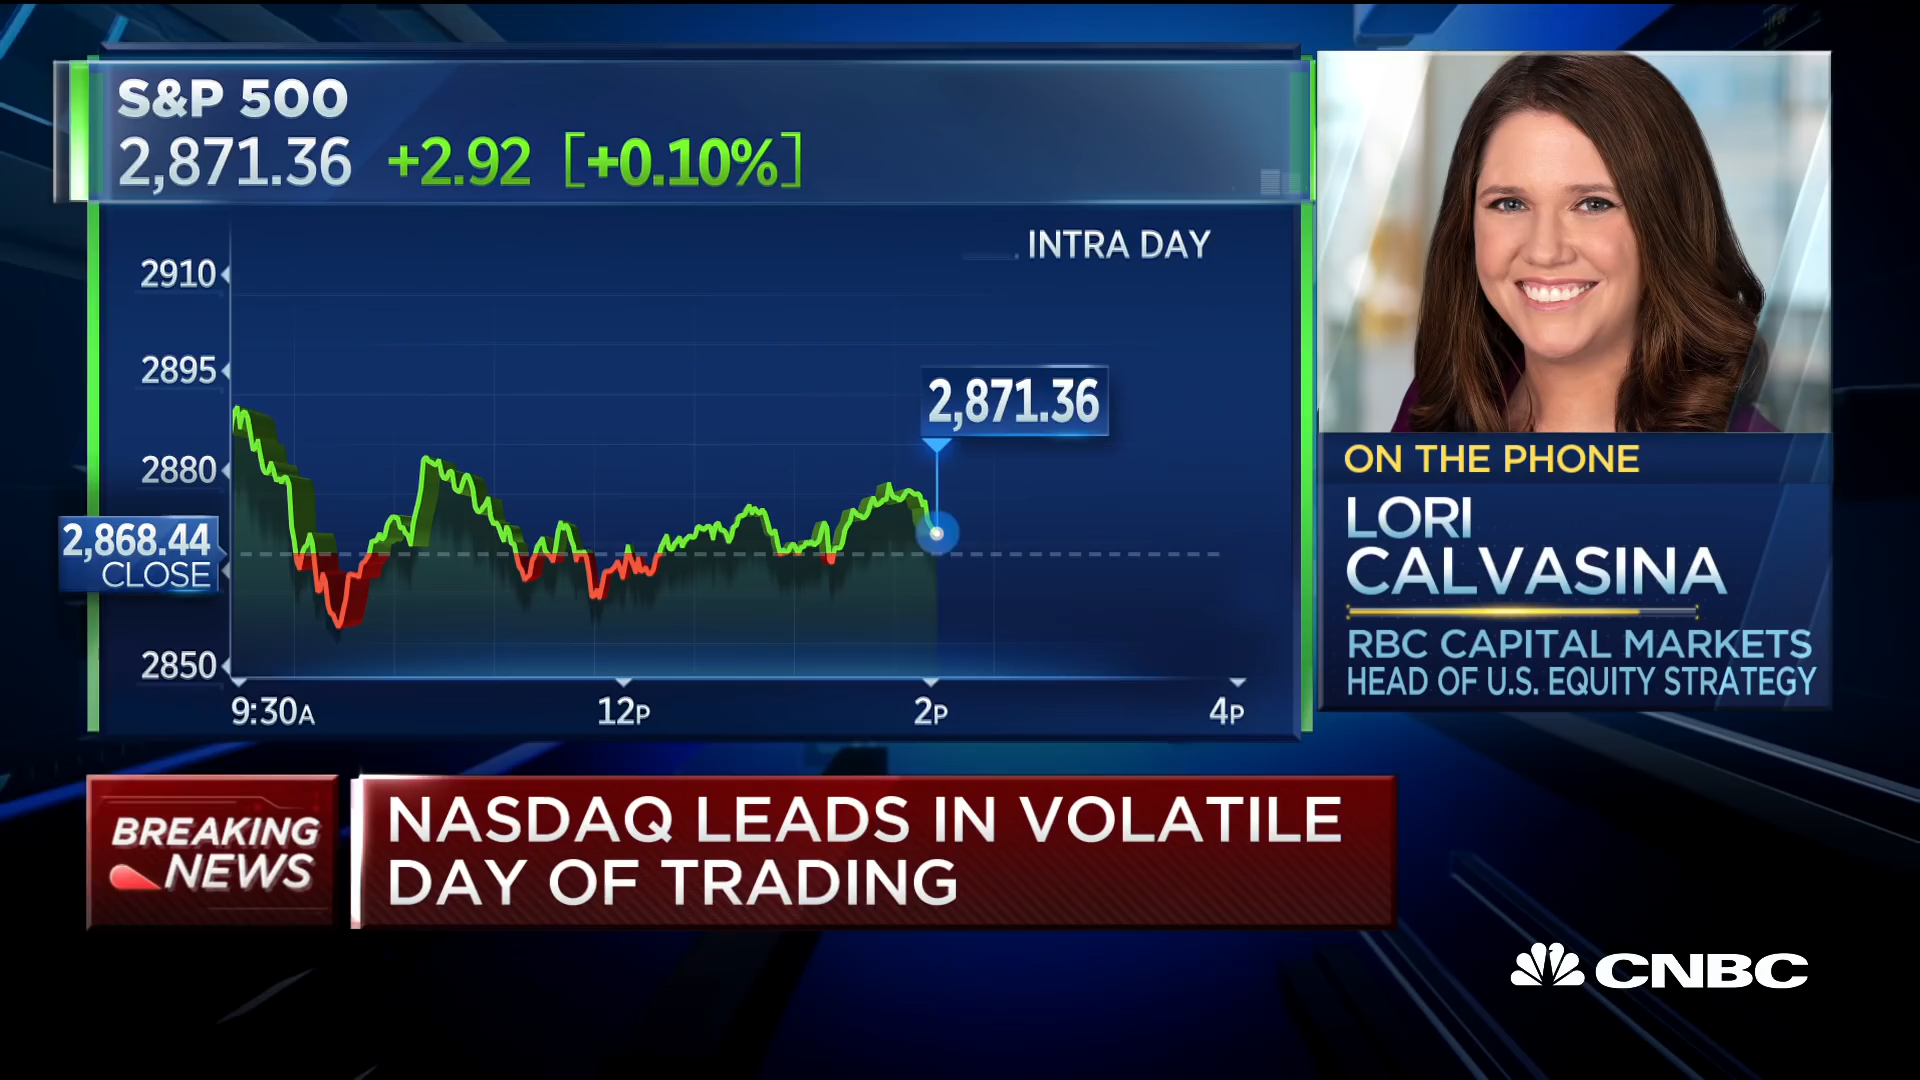 S&P 500
2,871.36 +2.92 [+0.10%]
INTRA DAY
2910
2895
2,871.36
2880
2,868.44
CLOSE
2850
9:30A 12P 2P 4P
ON THE PHONE
LORI
CALVASINA
RBC CAPITAL MARKETS
HEAD OF U.S. EQUITY STRATEGY
BREAKING
NEWS
NASDAQ LEADS IN VOLATILE
DAY OF TRADING
CNBC